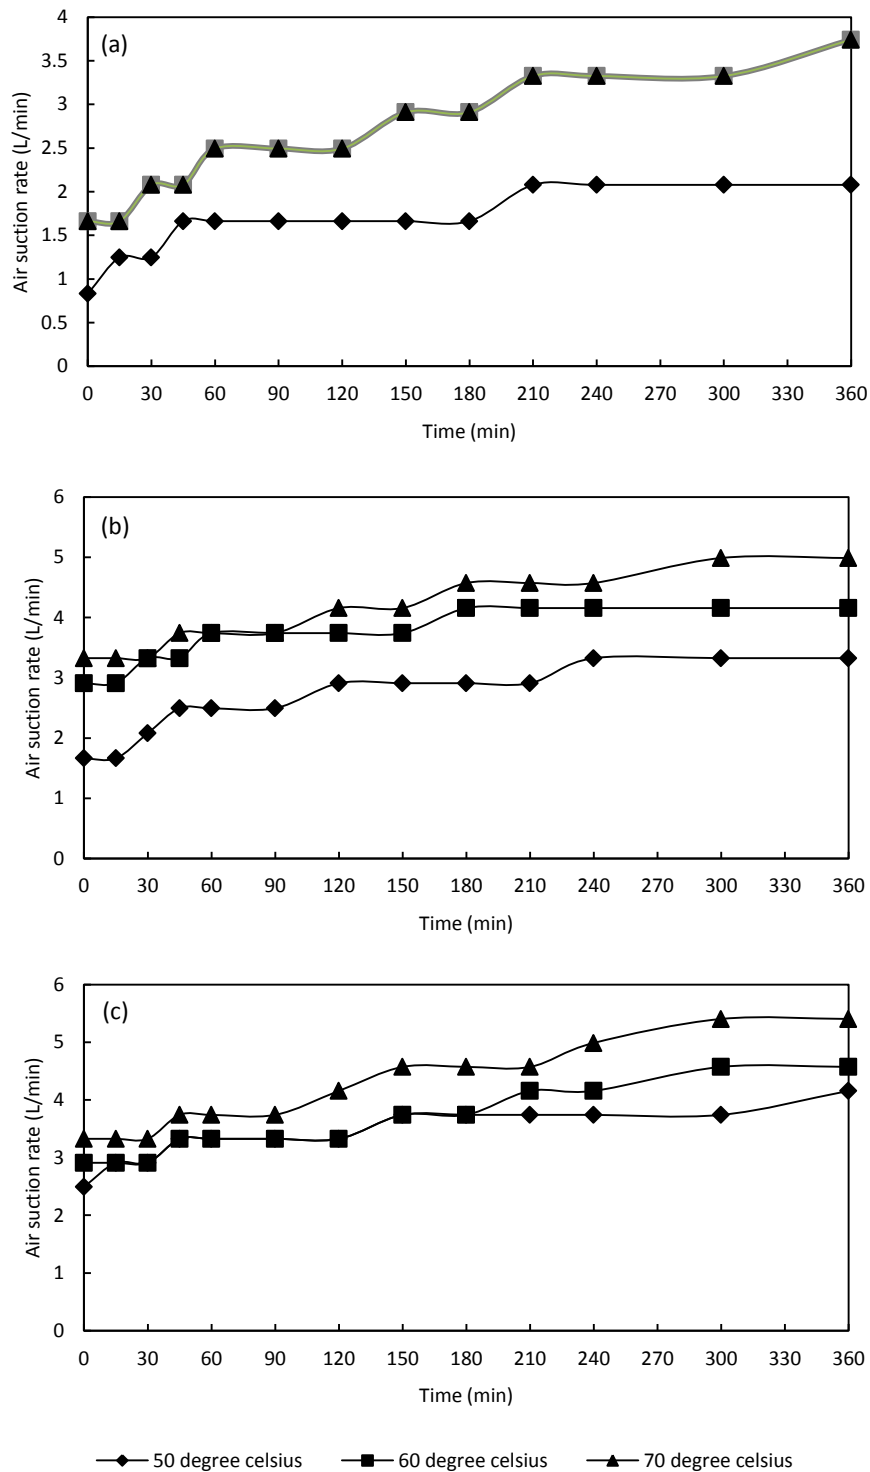 (a)
Air suction rate (L/min)
4
3.5
3
2.5
2
1.5
1
0.5
0
0 30 60 90 120 150 180 210 240 270 300 330 360
Time (min)
(b)
Air suction rate (L/min)
6
5
4
3
2
1
0
0 30 60 90 120 150 180 210 240 270 300 330 360
Time (min)
(c)
Air suction rate (L/min)
6
5
4
3
2
1
0
0 30 60 90 120 150 180 210 240 270 300 330 360
Time (min)
50 degree celsius 60 degree celsius 70 degree celsius